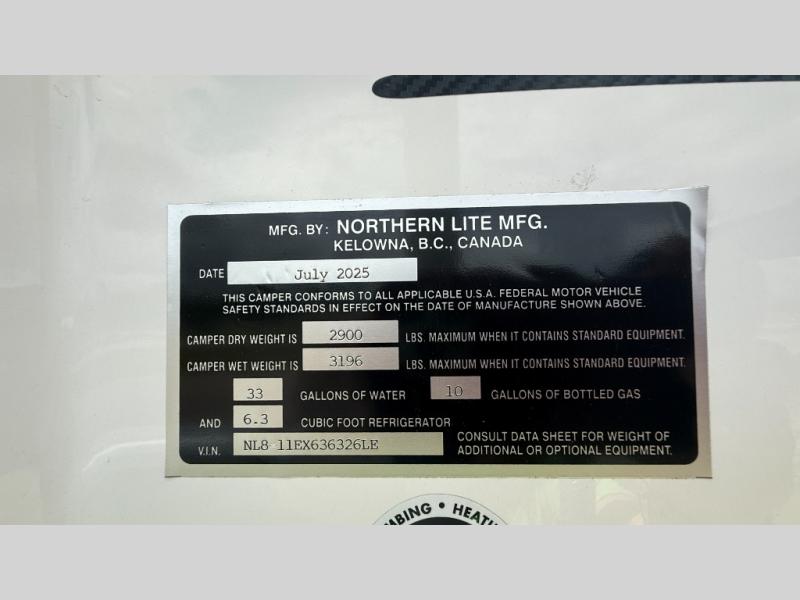 MFG. BY: NORTHERN LITE MFG.
KELOWNA, B.C., CANADA
DATE July 2025
THIS CAMPER CONFORMS TO ALL APPLICABLE U.S.A. FEDERAL MOTOR VEHICLE
SAFETY STANDARDS IN EFFECT ON THE DATE OF MANUFACTURE SHOWN ABOVE.
CAMPER DRY WEIGHT IS 2900 LBS. MAXIMUM WHEN IT CONTAINS STANDARD EQUIPMENT.
CAMPER WET WEIGHT IS 3196 LBS. MAXIMUM WHEN IT CONTAINS STANDARD EQUIPMENT.
33 GALLONS OF WATER 10 GALLONS OF BOTTLED GAS
AND 6.3 CUBIC FOOT REFRIGERATOR
V.I.N. NL8-11EX636326LE CONSULT DATA SHEET FOR WEIGHT OF
ADDITIONAL OR OPTIONAL EQUIPMENT.